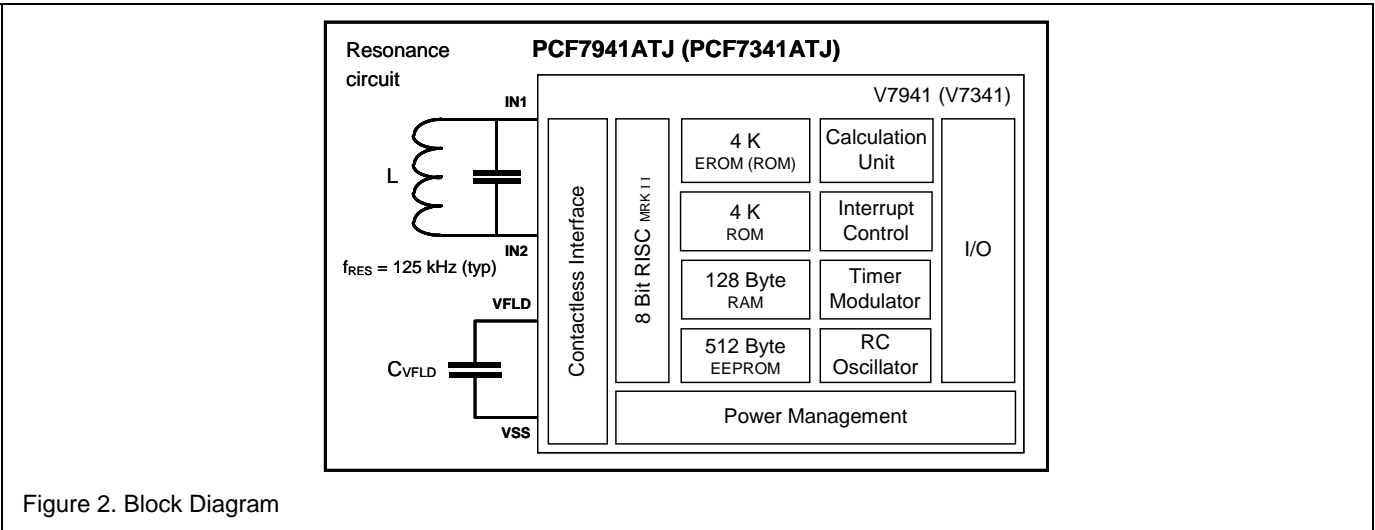 Resonance
circuit
PCF7941ATJ (PCF7341ATJ)
V7941 (V7341)
IN1
L
IN2
fRES = 125 kHz (typ)
VFLD
CVFLD
VSS
Contactless Interface
8 Bit RISC MRK II
4 K
EROM (ROM)
Calculation
Unit
4 K
ROM
Interrupt
Control
128 Byte
RAM
Timer
Modulator
512 Byte
EEPROM
RC
Oscillator
I/O
Power Management
Figure 2. Block Diagram